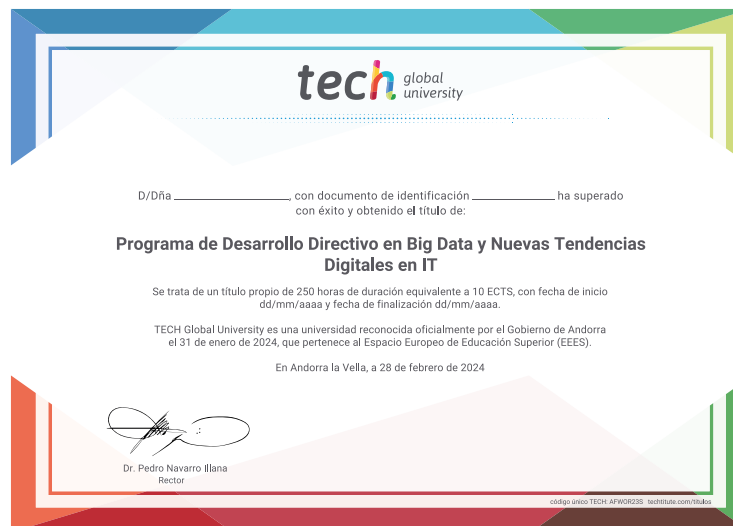 tech global university
D/Dña ____________, con documento de identificación ____________ ha superado
con éxito y obtenido el título de:
Programa de Desarrollo Directivo en Big Data y Nuevas Tendencias
Digitales en IT
Se trata de un título propio de 250 horas de duración equivalente a 10 ECTS, con fecha de inicio
dd/mm/aaaa y fecha de finalización dd/mm/aaaa.
TECH Global University es una universidad reconocida oficialmente por el Gobierno de Andorra
el 31 de enero de 2024, que pertenece al Espacio Europeo de Educación Superior (EEES).
En Andorra la Vella, a 28 de febrero de 2024
Dr. Pedro Navarro Illana
Rector
código único TECH: AFWOR23S techtitute.com/titulos